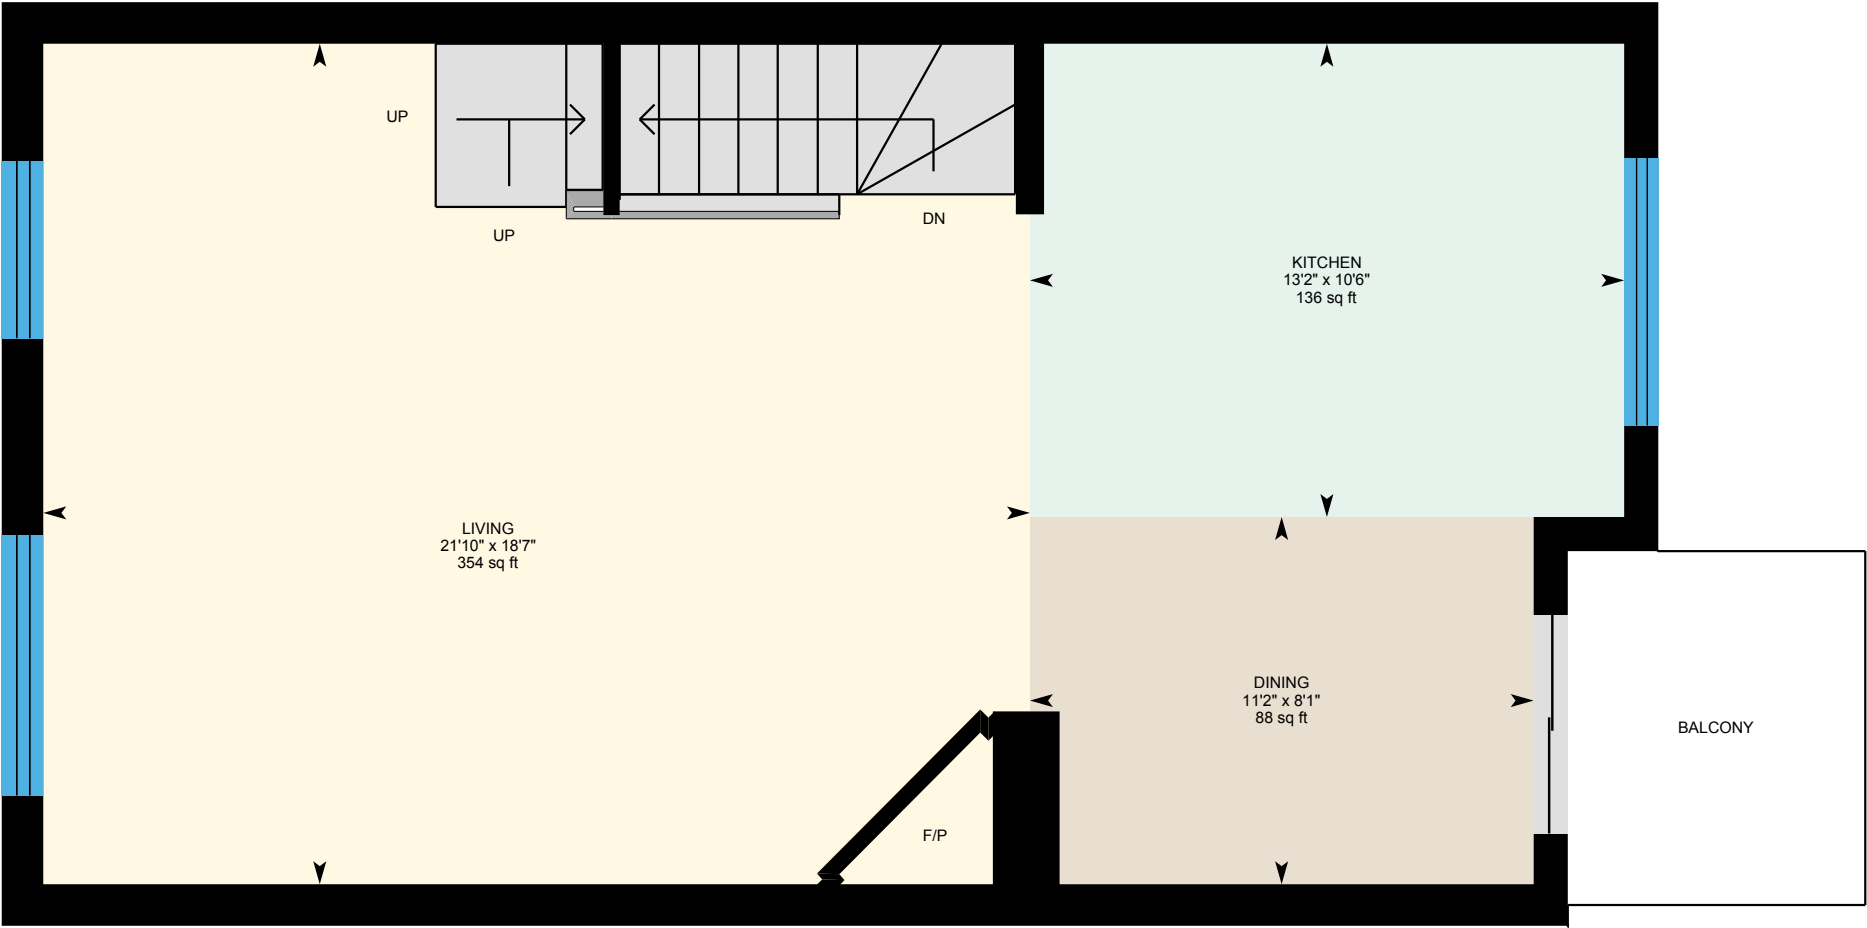 UP
UP
DN
KITCHEN
13'2" x 10'6"
136 sq ft
LIVING
21'10" x 18'7"
354 sq ft
DINING
11'2" x 8'1"
88 sq ft
BALCONY
F/P